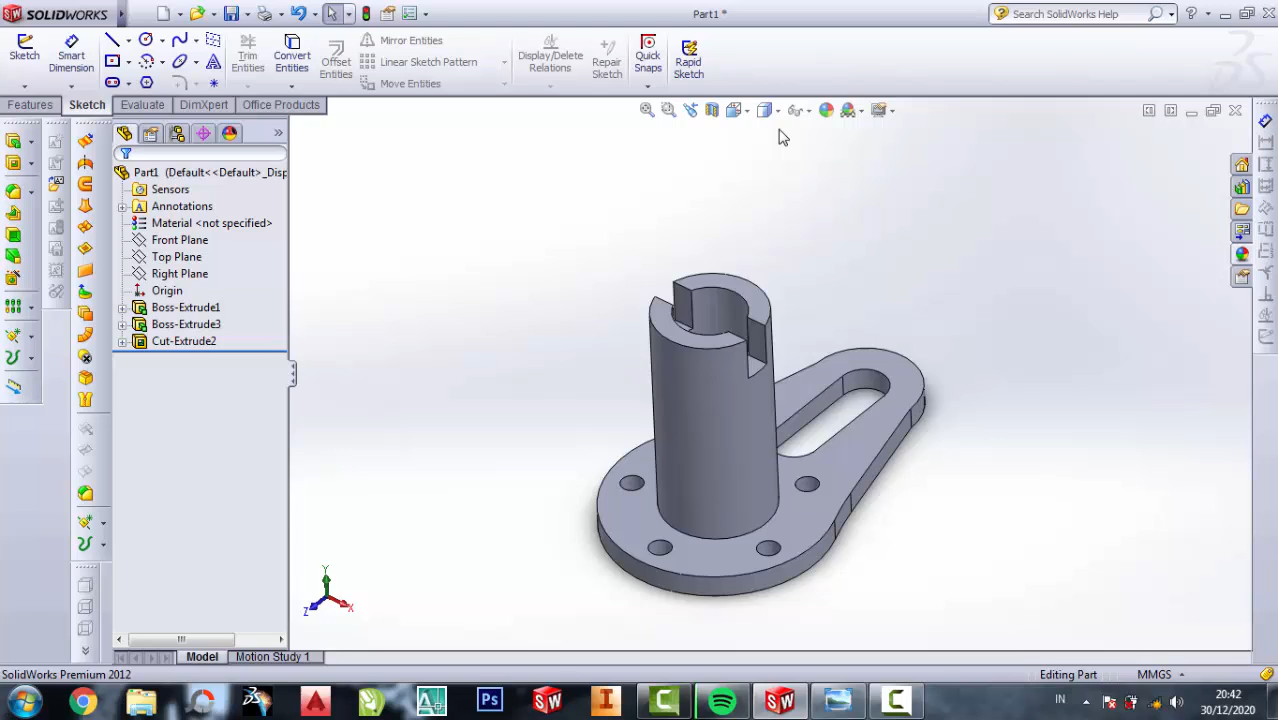 SOLIDWORKS
Part1 *
Search SolidWorks Help
Sketch
Smart Dimension
Trim Entities
Convert Entities
Offset Entities
Mirror Entities
Linear Sketch Pattern
Move Entities
Display/Delete Relations
Repair Sketch
Quick Snaps
Rapid Sketch
Features
Sketch
Evaluate
DimXpert
Office Products
Part1 (Default<<Default>_Disp
Sensors
Annotations
Material <not specified>
Front Plane
Top Plane
Right Plane
Origin
Boss-Extrude1
Boss-Extrude3
Cut-Extrude2
Y
Z
X
Model
Motion Study 1
SolidWorks Premium 2012
Editing Part
MMGS
Ps
SW
IN
20:42
30/12/2020